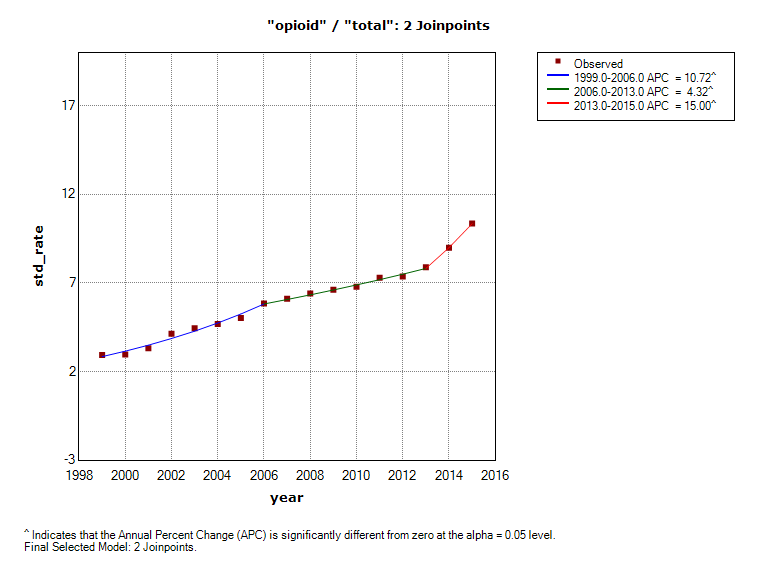 "opioid" / "total": 2 Joinpoints
Observed
1999.0-2006.0 APC = 10.72^
2006.0-2013.0 APC = 4.32^
2013.0-2015.0 APC = 15.00^
17
12
7
2
-3
std_rate
1998 2000 2002 2004 2006 2008 2010 2012 2014 2016
year
^ Indicates that the Annual Percent Change (APC) is significantly different from zero at the alpha = 0.05 level.
Final Selected Model: 2 Joinpoints.